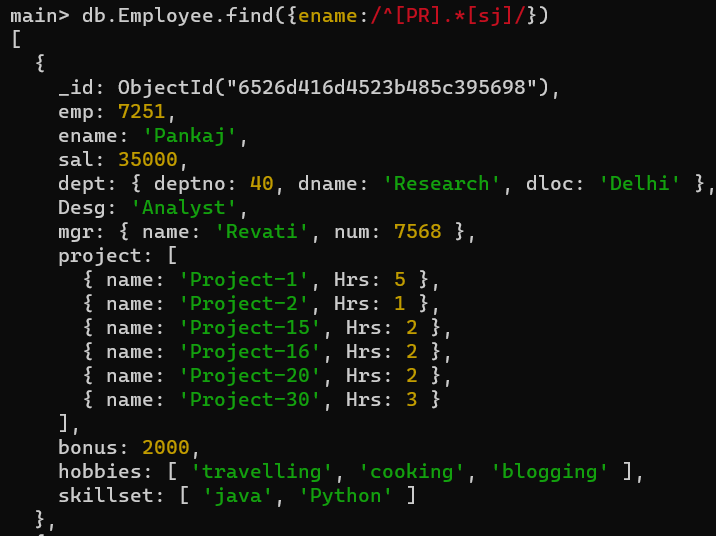 main> db.Employee.find({ename:/^[PR].*[sj]/})
[
  {
    _id: ObjectId("6526d416d4523b485c395698"),
    emp: 7251,
    ename: 'Pankaj',
    sal: 35000,
    dept: { deptno: 40, dname: 'Research', dloc: 'Delhi' },
    Desg: 'Analyst',
    mgr: { name: 'Revati', num: 7568 },
    project: [
      { name: 'Project-1', Hrs: 5 },
      { name: 'Project-2', Hrs: 1 },
      { name: 'Project-15', Hrs: 2 },
      { name: 'Project-16', Hrs: 2 },
      { name: 'Project-20', Hrs: 2 },
      { name: 'Project-30', Hrs: 3 }
    ],
    bonus: 2000,
    hobbies: [ 'travelling', 'cooking', 'blogging' ],
    skillset: [ 'java', 'Python' ]
  },